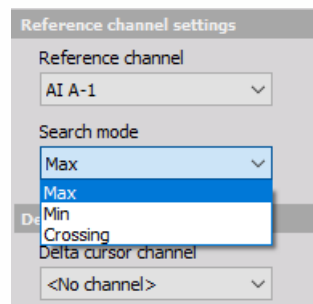 Reference channel settings
Reference channel
AI A-1
Search mode
Max
Max
Min
Crossing
Delta cursor channel
<No channel>